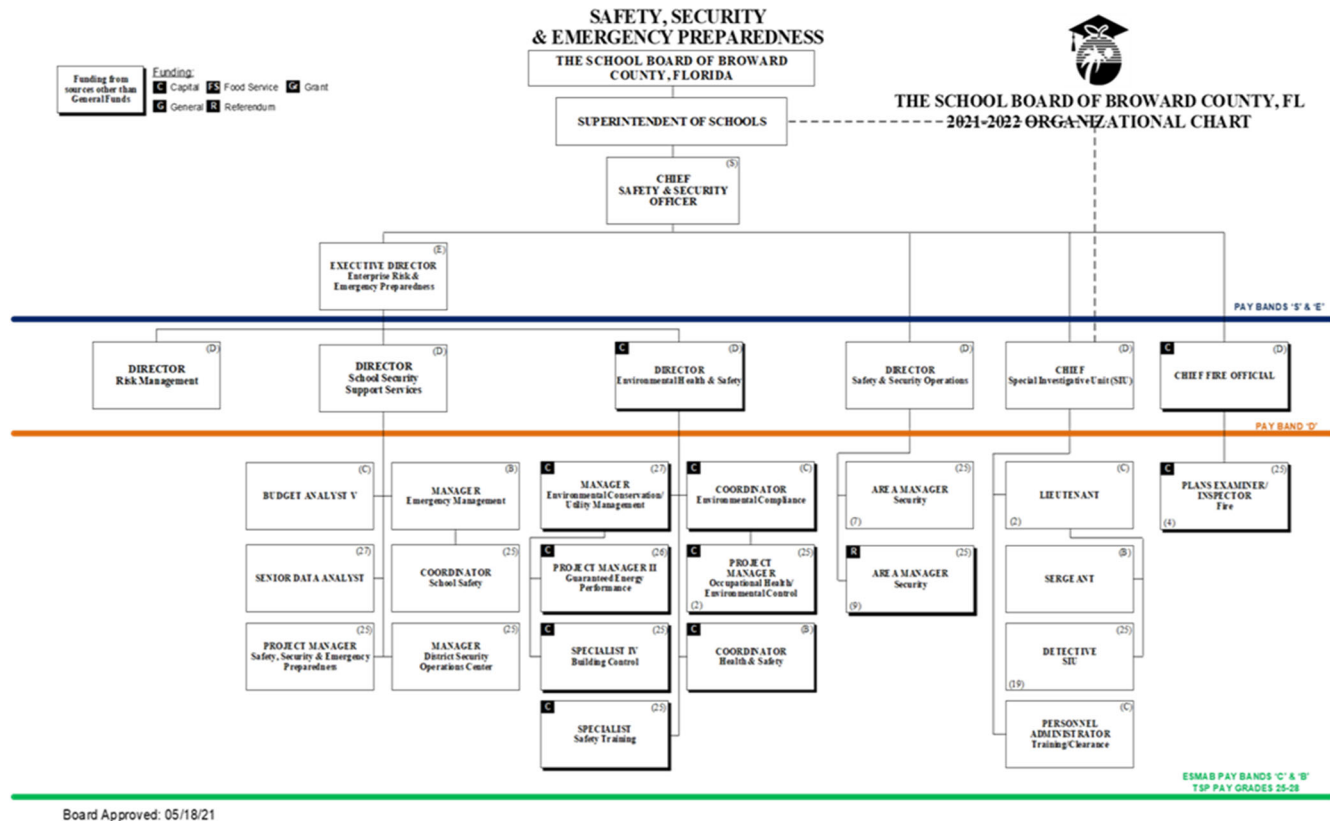 SAFETY, SECURITY
& EMERGENCY PREPAREDNESS
THE SCHOOL BOARD OF BROWARD
COUNTY, FLORIDA
Funding from
sources other than
General Funds
Funding:
C Capital FS Food Service Gr Grant
G General R Referendum
THE SCHOOL BOARD OF BROWARD COUNTY, FL
2021-2022 ORGANIZATIONAL CHART
SUPERINTENDENT OF SCHOOLS
(S)
CHIEF
SAFETY & SECURITY
OFFICER
(E)
EXECUTIVE DIRECTOR
Enterprise Risk &
Emergency Preparedness
PAY BANDS 'S' & 'E'
(D)
DIRECTOR
Risk Management
(D)
DIRECTOR
School Security
Support Services
C (D)
DIRECTOR
Environmental Health & Safety
(D)
DIRECTOR
Safety & Security Operations
(D)
CHIEF
Special Investigative Unit (SIU)
C (D)
CHIEF FIRE OFFICIAL
PAY BAND 'D'
(C)
BUDGET ANALYST V
(B)
MANAGER
Emergency Management
C (27)
MANAGER
Environmental Conservation/
Utility Management
C (C)
COORDINATOR
Environmental Compliance
(25)
AREA MANAGER
Security
(7)
(C)
LIEUTENANT
(2)
C (25)
PLANS EXAMINER/
INSPECTOR
Fire
(4)
(27)
SENIOR DATA ANALYST
(25)
COORDINATOR
School Safety
C (26)
PROJECT MANAGER II
Guaranteed Energy
Performance
C (25)
PROJECT
MANAGER
Occupational Health/
Environmental Control
(2)
R (25)
AREA MANAGER
Security
(9)
(B)
SERGEANT
(25)
PROJECT MANAGER
Safety, Security & Emergency
Preparedness
(25)
MANAGER
District Security
Operations Center
C (25)
SPECIALIST IV
Building Control
C (B)
COORDINATOR
Health & Safety
(25)
DETECTIVE
SIU
(19)
C (25)
SPECIALIST
Safety Training
(C)
PERSONNEL
ADMINISTRATOR
Training/Clearance
ESMAB PAY BANDS 'C' & 'B'
TSP PAY GRADES 25-28
Board Approved: 05/18/21